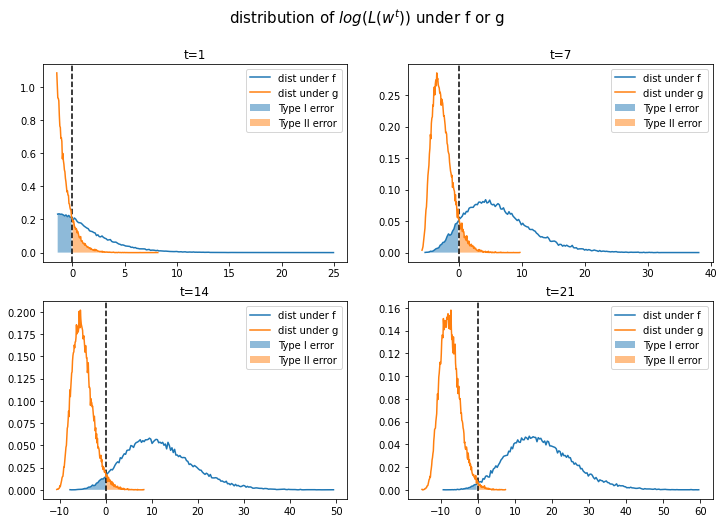 distribution of log(L(w^t)) under f or g
t=1
1.0
0.8
0.6
0.4
0.2
0.0
0 5 10 15 20 25
dist under f
dist under g
Type I error
Type II error
t=7
0.25
0.20
0.15
0.10
0.05
0.00
0 10 20 30 40
dist under f
dist under g
Type I error
Type II error
t=14
0.200
0.175
0.150
0.125
0.100
0.075
0.050
0.025
0.000
−10 0 10 20 30 40 50
dist under f
dist under g
Type I error
Type II error
t=21
0.16
0.14
0.12
0.10
0.08
0.06
0.04
0.02
0.00
−10 0 10 20 30 40 50 60
dist under f
dist under g
Type I error
Type II error